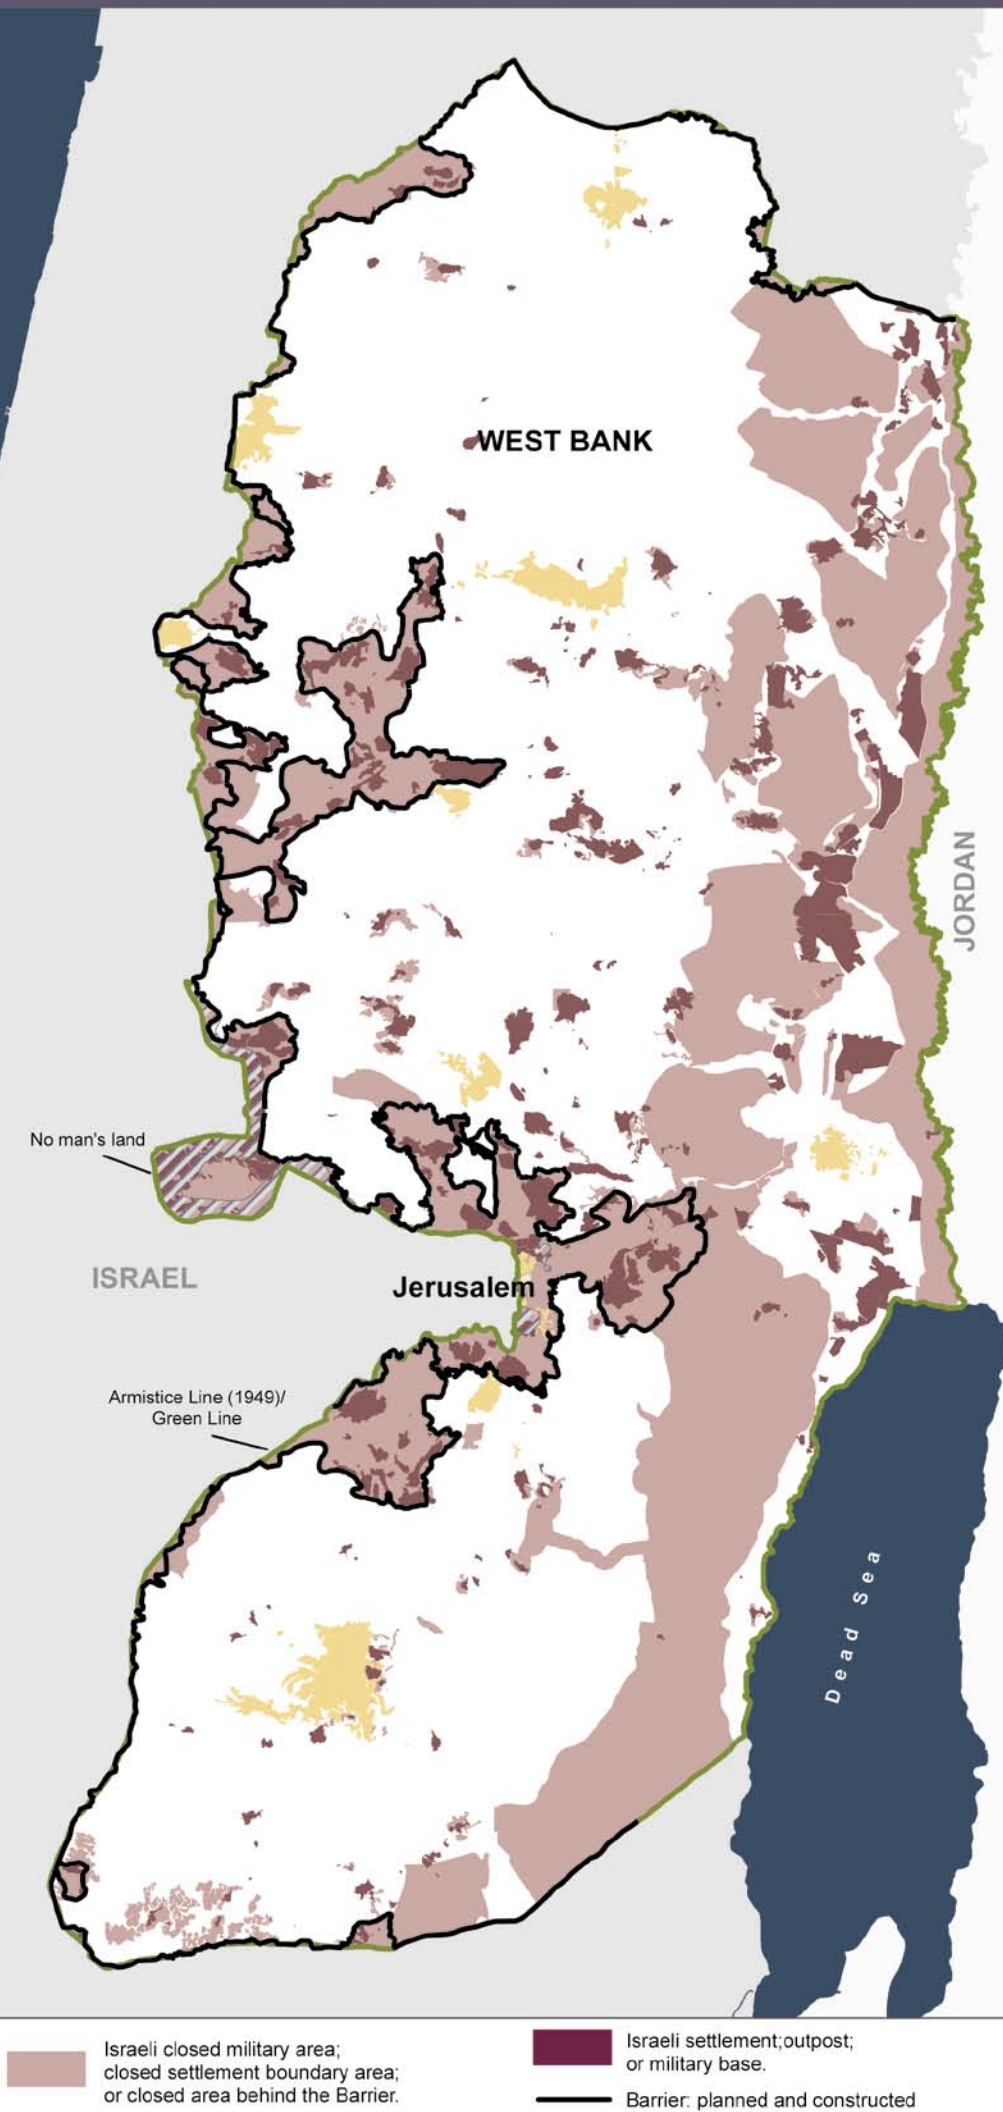 WEST BANK
JORDAN
No man's land
ISRAEL
Jerusalem
Armistice Line (1949)/
Green Line
Dead Sea
Israeli closed military area;
closed settlement boundary area;
or closed area behind the Barrier.
Israeli settlement;outpost;
or military base.
Barrier: planned and constructed